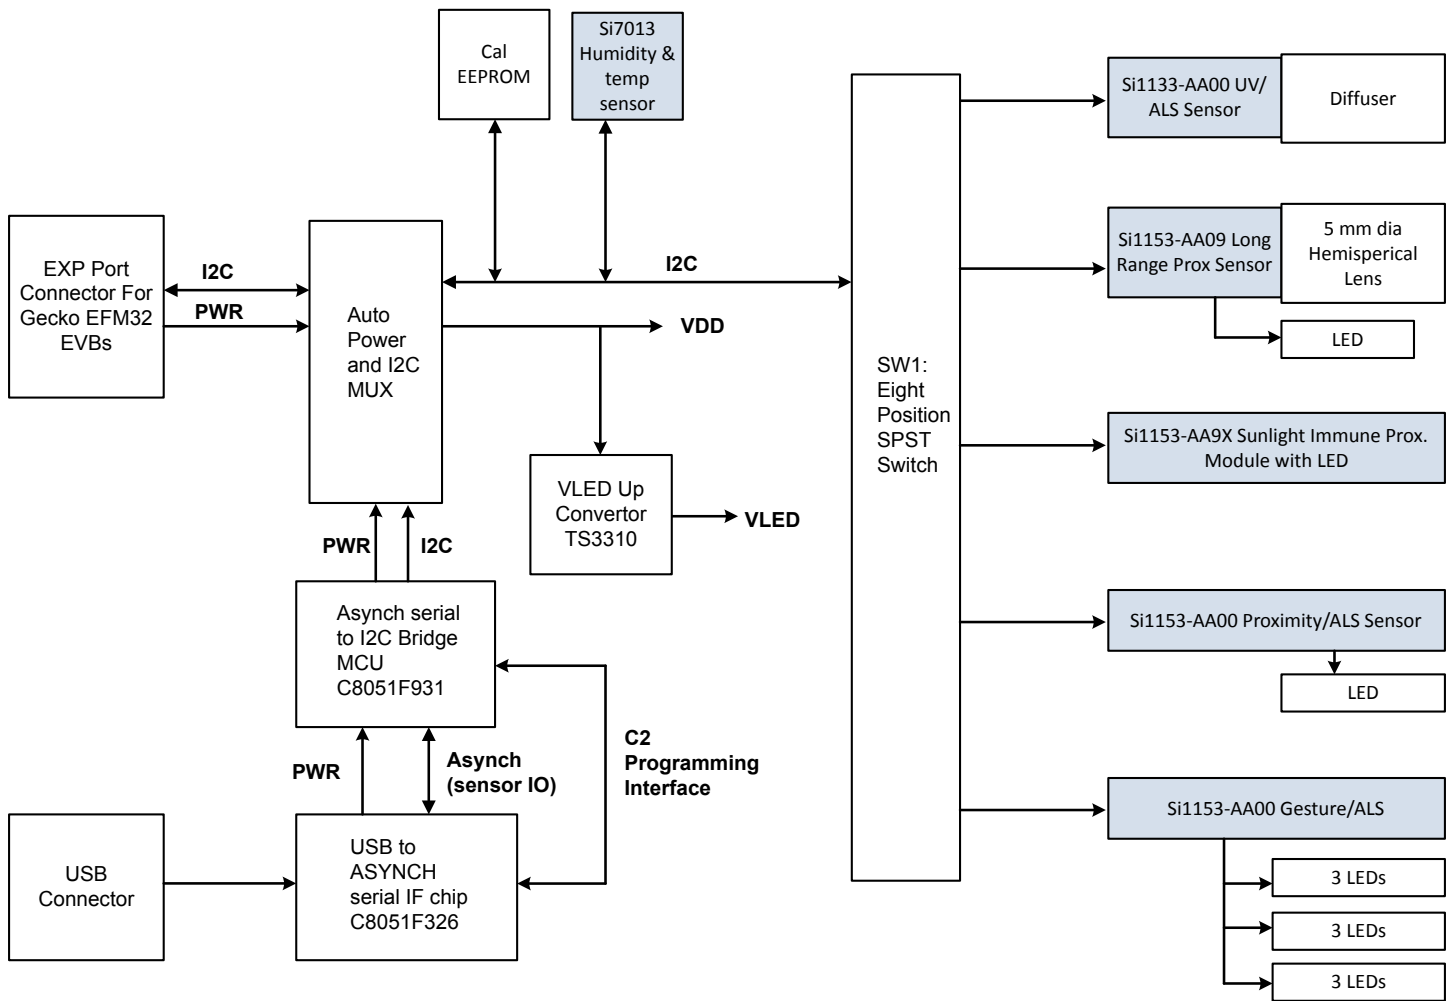 Cal
EEPROM
Si7013
Humidity &
temp
sensor
EXP Port
Connector For
Gecko EFM32
EVBs
I2C
PWR
Auto
Power
and I2C
MUX
I2C
VDD
VLED Up
Convertor
TS3310
VLED
PWR
I2C
Asynch serial
to I2C Bridge
MCU
C8051F931
PWR
Asynch
(sensor IO)
C2
Programming
Interface
USB
Connector
USB to
ASYNCH
serial IF chip
C8051F326
SW1:
Eight
Position
SPST
Switch
Si1133-AA00 UV/
ALS Sensor
Diffuser
Si1153-AA09 Long
Range Prox Sensor
5 mm dia
Hemisperical
Lens
LED
Si1153-AA9X Sunlight Immune Prox.
Module with LED
Si1153-AA00 Proximity/ALS Sensor
LED
Si1153-AA00 Gesture/ALS
3 LEDs
3 LEDs
3 LEDs